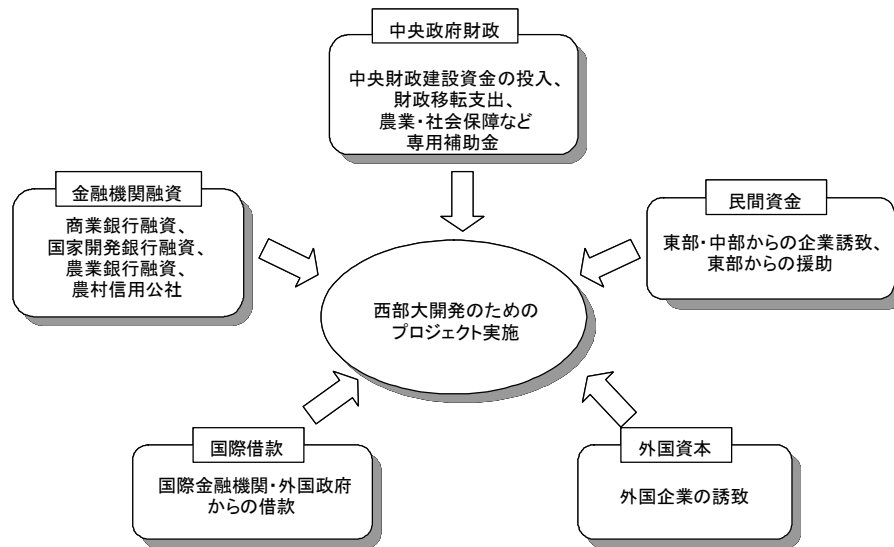 中央政府財政
中央財政建設資金の投入、
財政移転支出、
農業・社会保障など
専用補助金
金融機関融資
商業銀行融資、
国家開発銀行融資、
農業銀行融資、
農村信用公社
民間資金
東部・中部からの企業誘致、
東部からの援助
西部大開発のための
プロジェクト実施
国際借款
国際金融機関・外国政府
からの借款
外国資本
外国企業の誘致